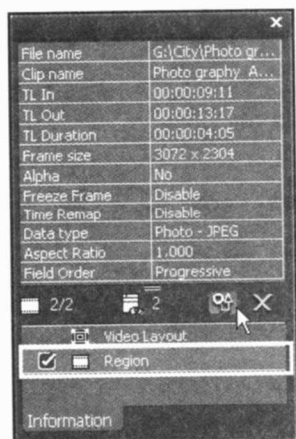 File name G:\City\Photo gr...
Clip name Photo graphy A...
TL In 00:00:09:11
TL Out 00:00:13:17
TL Duration 00:00:04:05
Frame size 3072 x 2304
Alpha No
Freeze Frame Disable
Time Remap Disable
Data type Photo - JPEG
Aspect Ratio 1.000
Field Order Progressive
2/2 2
Video Layout
Region
Information